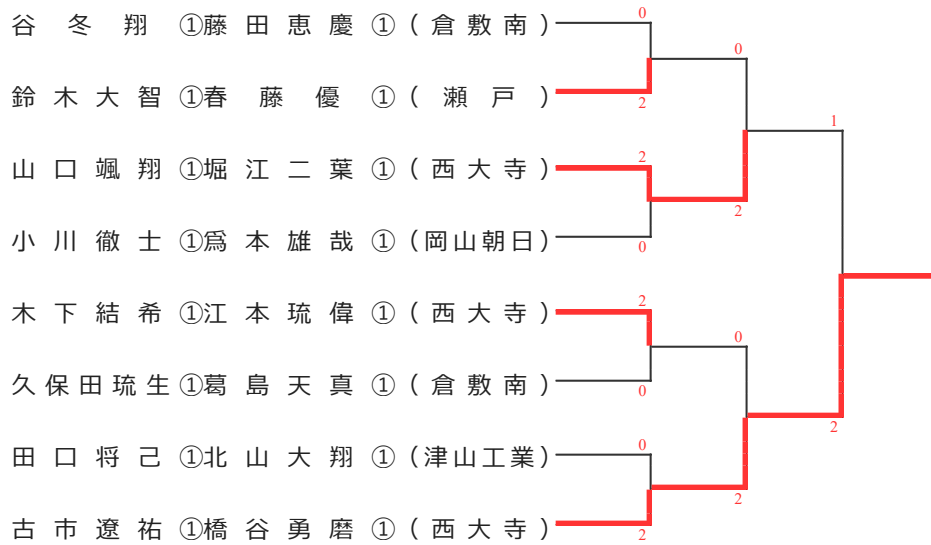 谷冬翔 ①藤田恵慶 ① (倉敷南) 0
0
鈴木大智 ①春藤優 ① (瀬戸) 2
1
山口颯翔 ①堀江二葉 ① (西大寺) 2
2
小川徹士 ①爲本雄哉 ① (岡山朝日) 0
木下結希 ①江本琉偉 ① (西大寺) 2
0
久保田琉生 ①葛島天真 ① (倉敷南) 0
2
田口将己 ①北山大翔 ① (津山工業) 0
2
古市遼祐 ①橋谷勇磨 ① (西大寺) 2